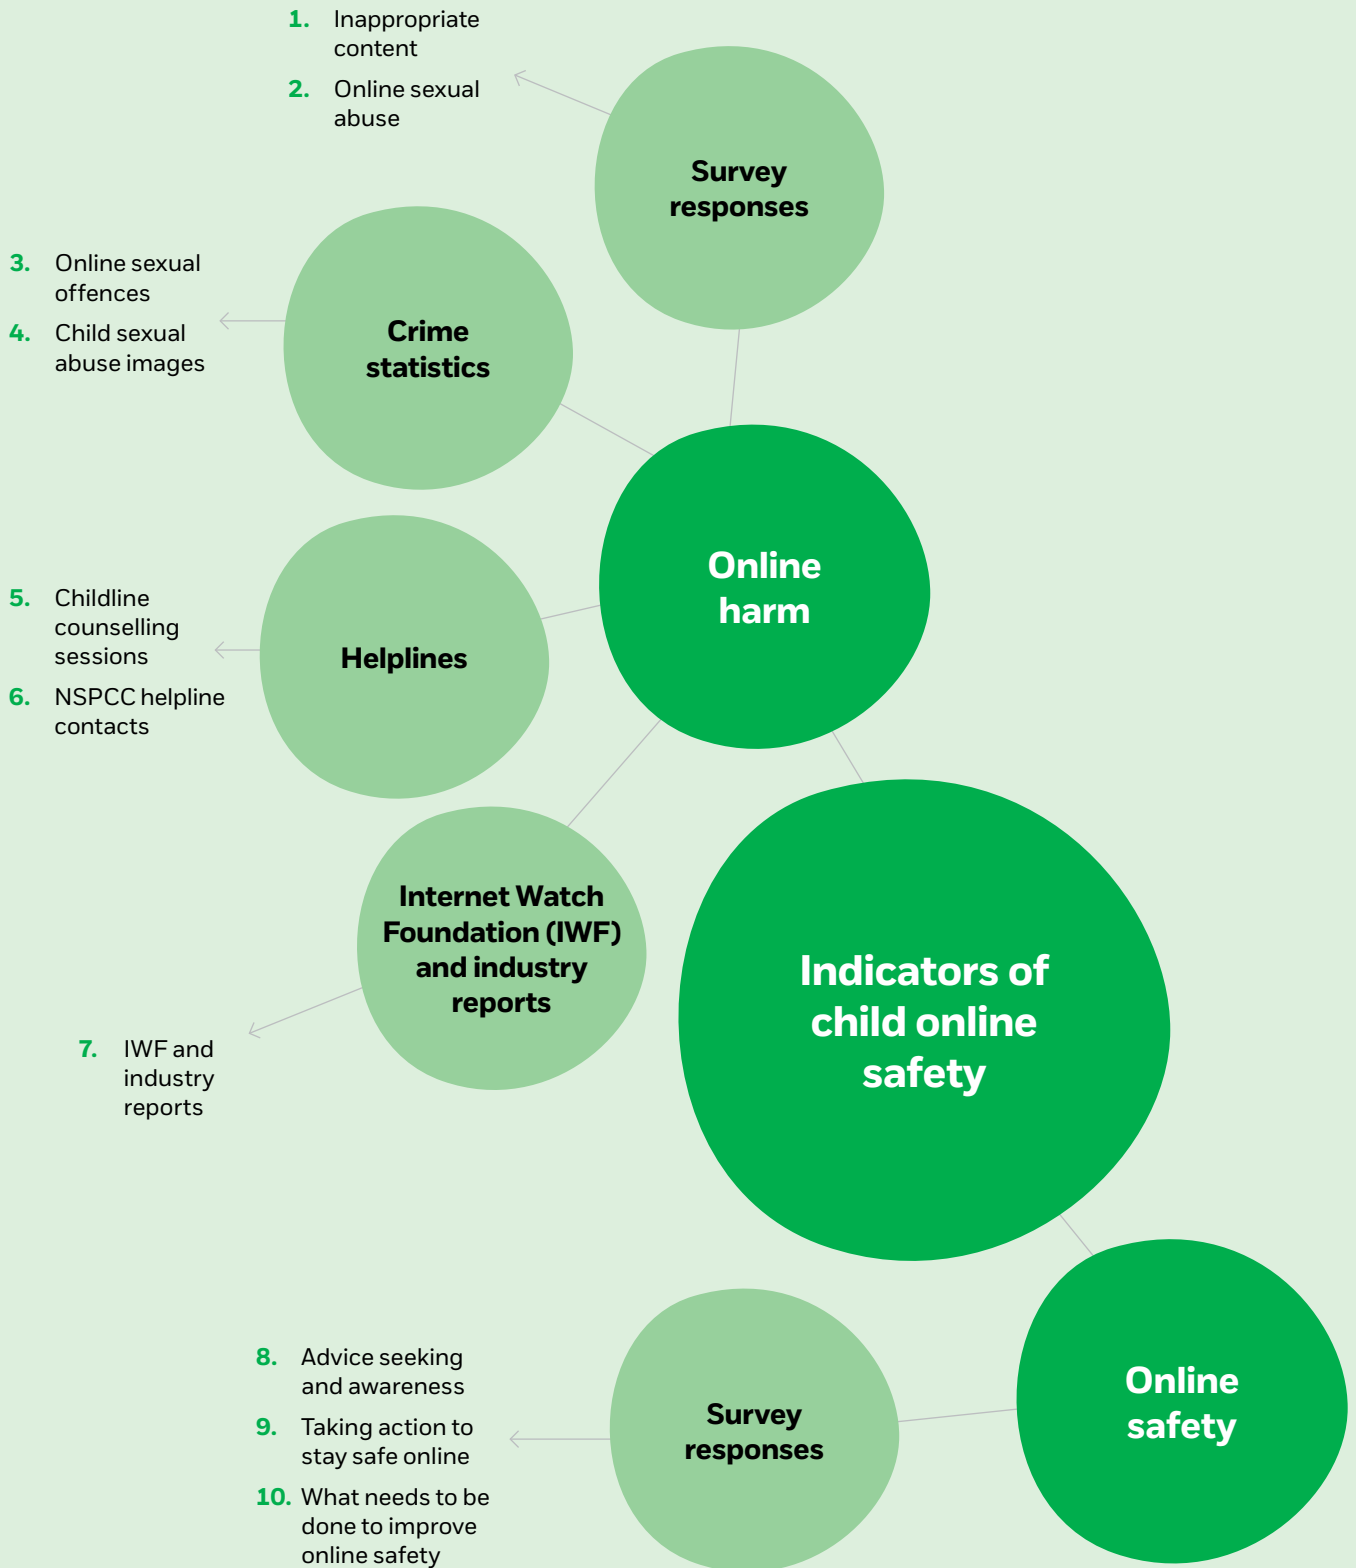 1. Inappropriate
content
2. Online sexual
abuse
Survey
responses
3. Online sexual
offences
4. Child sexual
abuse images
Crime
statistics
Online
harm
5. Childline
counselling
sessions
6. NSPCC helpline
contacts
Helplines
Internet Watch
Foundation (IWF)
and industry
reports
7. IWF and
industry
reports
Indicators of
child online
safety
8. Advice seeking
and awareness
9. Taking action to
stay safe online
10. What needs to be
done to improve
online safety
Survey
responses
Online
safety